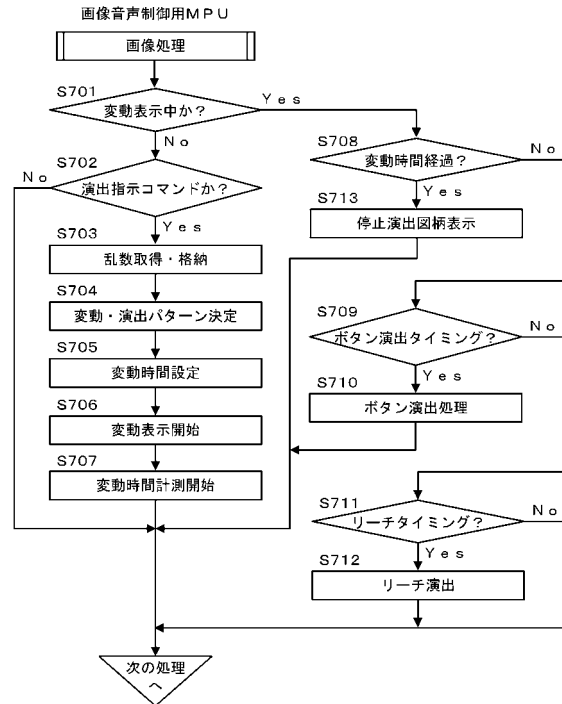 画像音声制御用MPU
画像処理
S701
変動表示中か?
Yes
No
S702
演出指示コマンドか?
No
Yes
S703
乱数取得・格納
S704
変動・演出パターン決定
S705
変動時間設定
S706
変動表示開始
S707
変動時間計測開始
S708
変動時間経過?
No
Yes
S713
停止演出図柄表示
S709
ボタン演出タイミング?
No
Yes
S710
ボタン演出処理
S711
リーチタイミング?
No
Yes
S712
リーチ演出
次の処理
へ